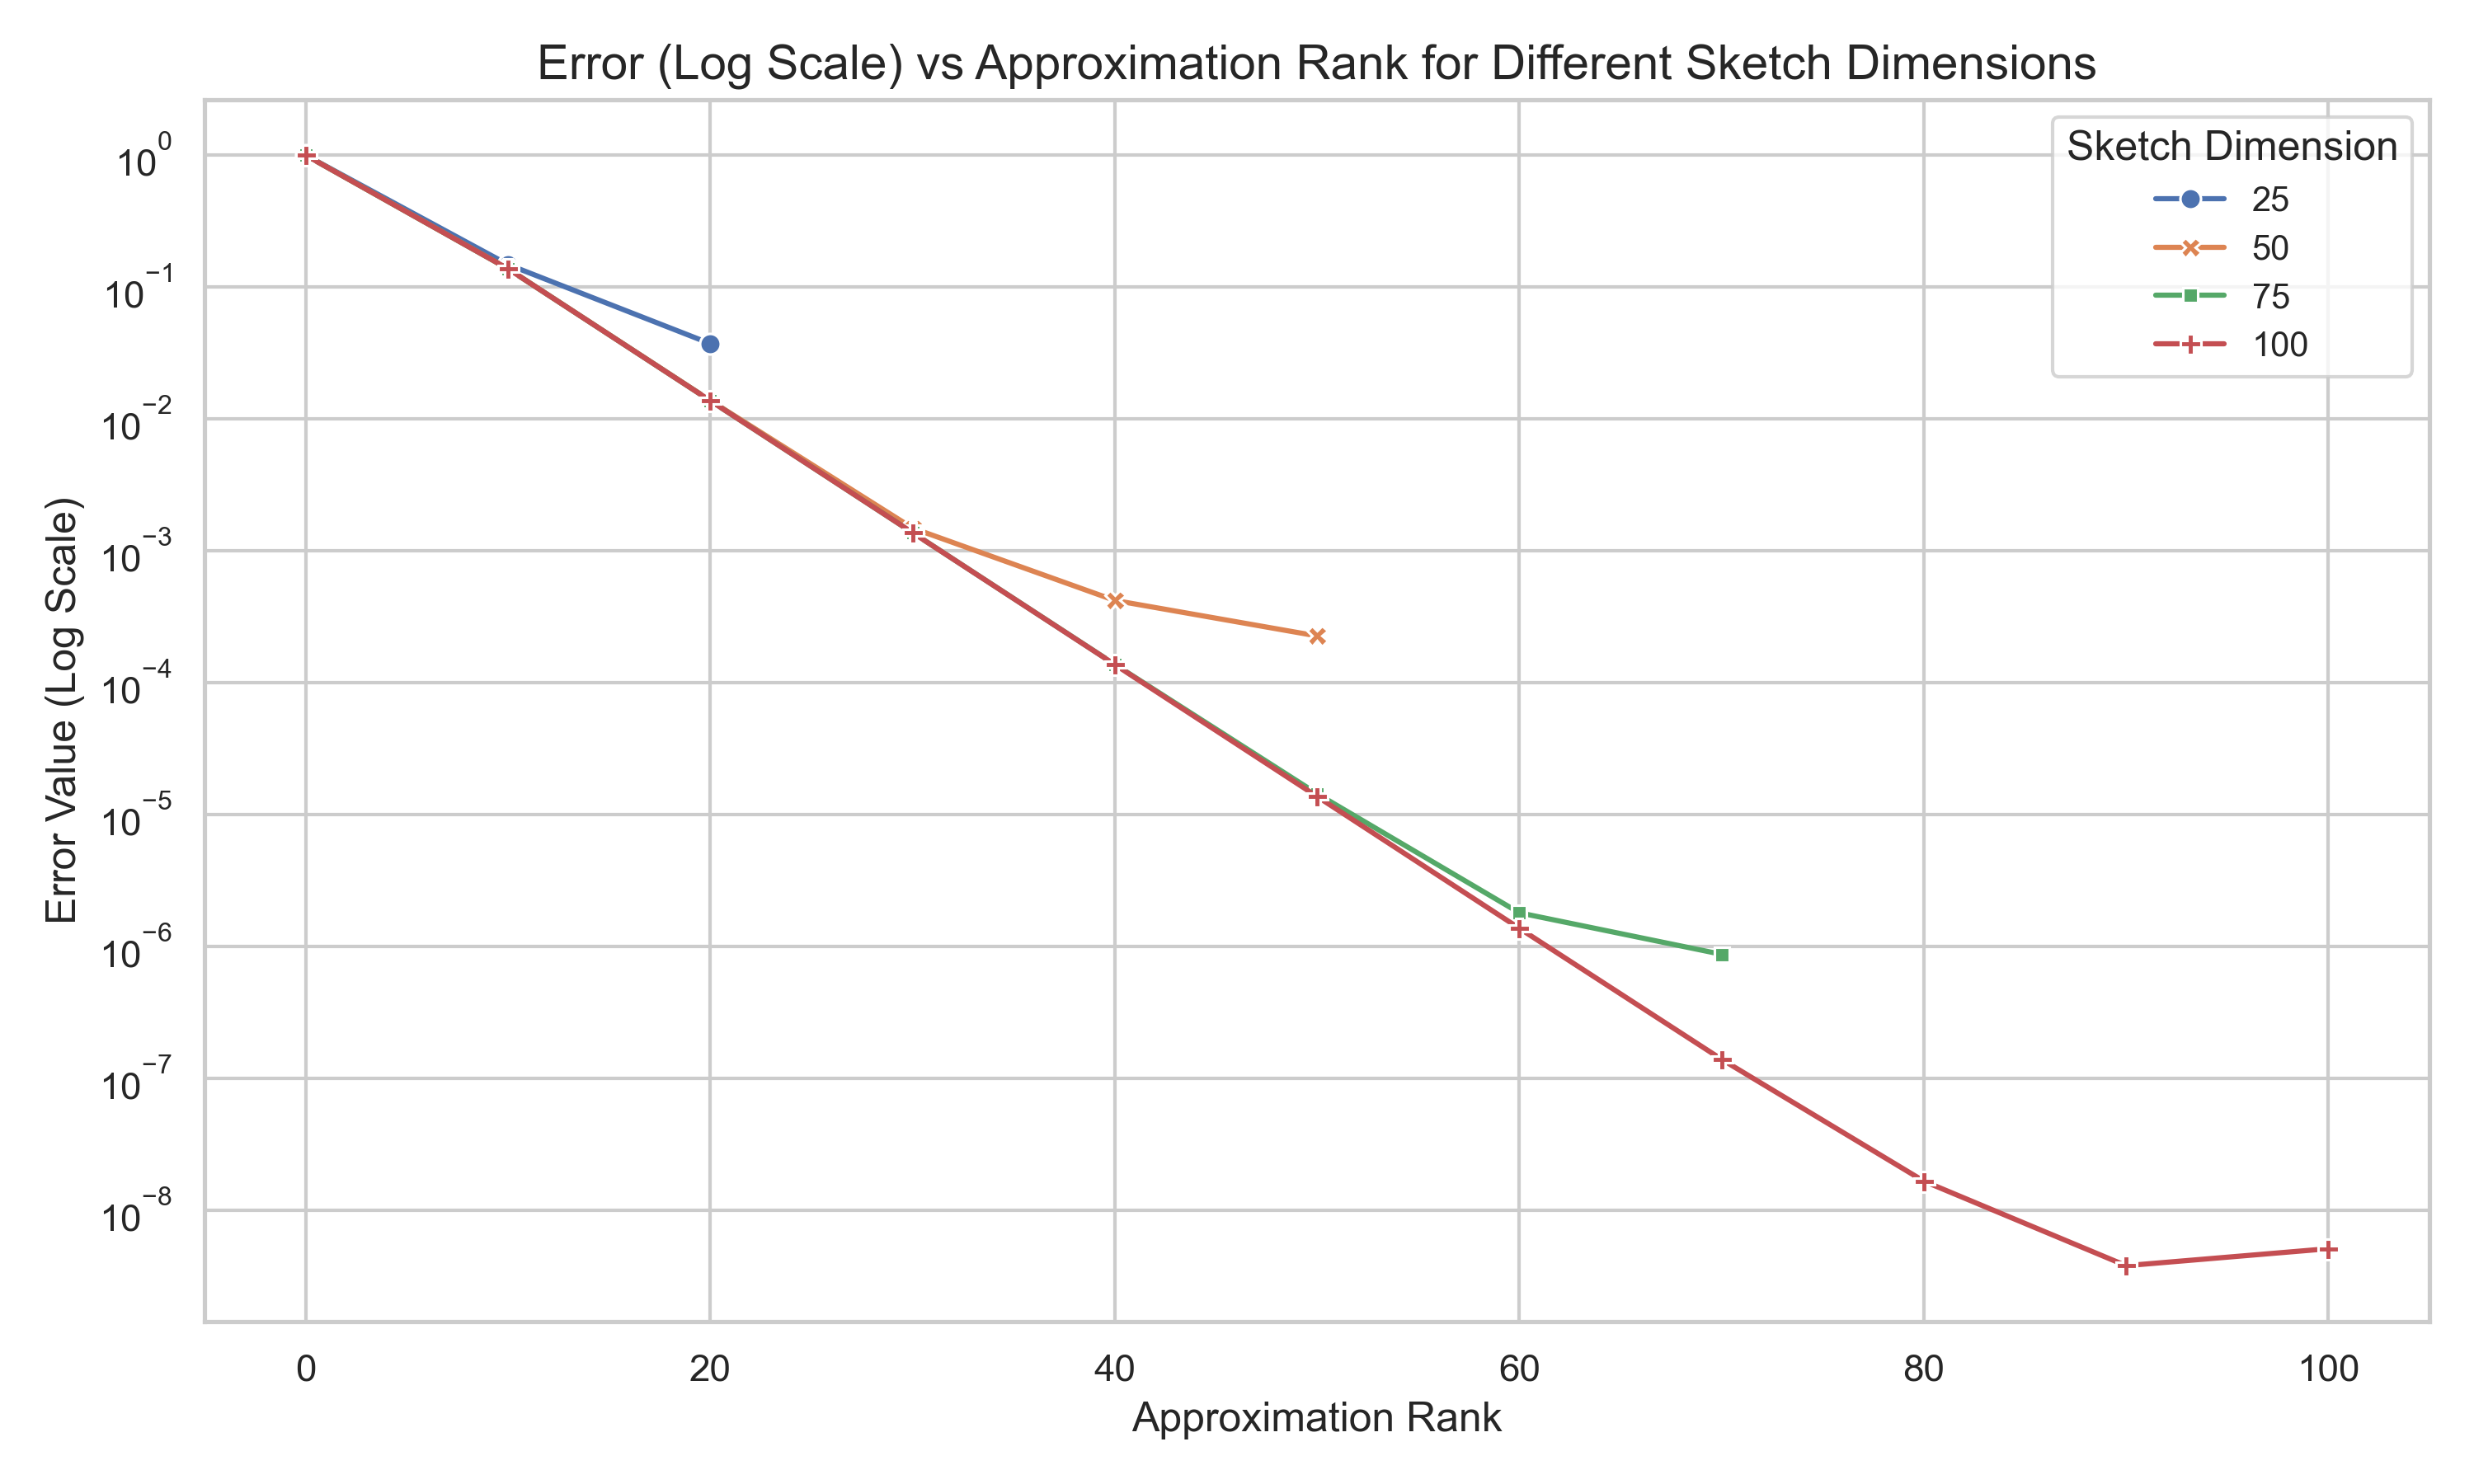 Error (Log Scale) vs Approximation Rank for Different Sketch Dimensions
Sketch Dimension
25
50
75
100
Error Value (Log Scale)
10⁰
10⁻¹
10⁻²
10⁻³
10⁻⁴
10⁻⁵
10⁻⁶
10⁻⁷
10⁻⁸
0 20 40 60 80 100
Approximation Rank